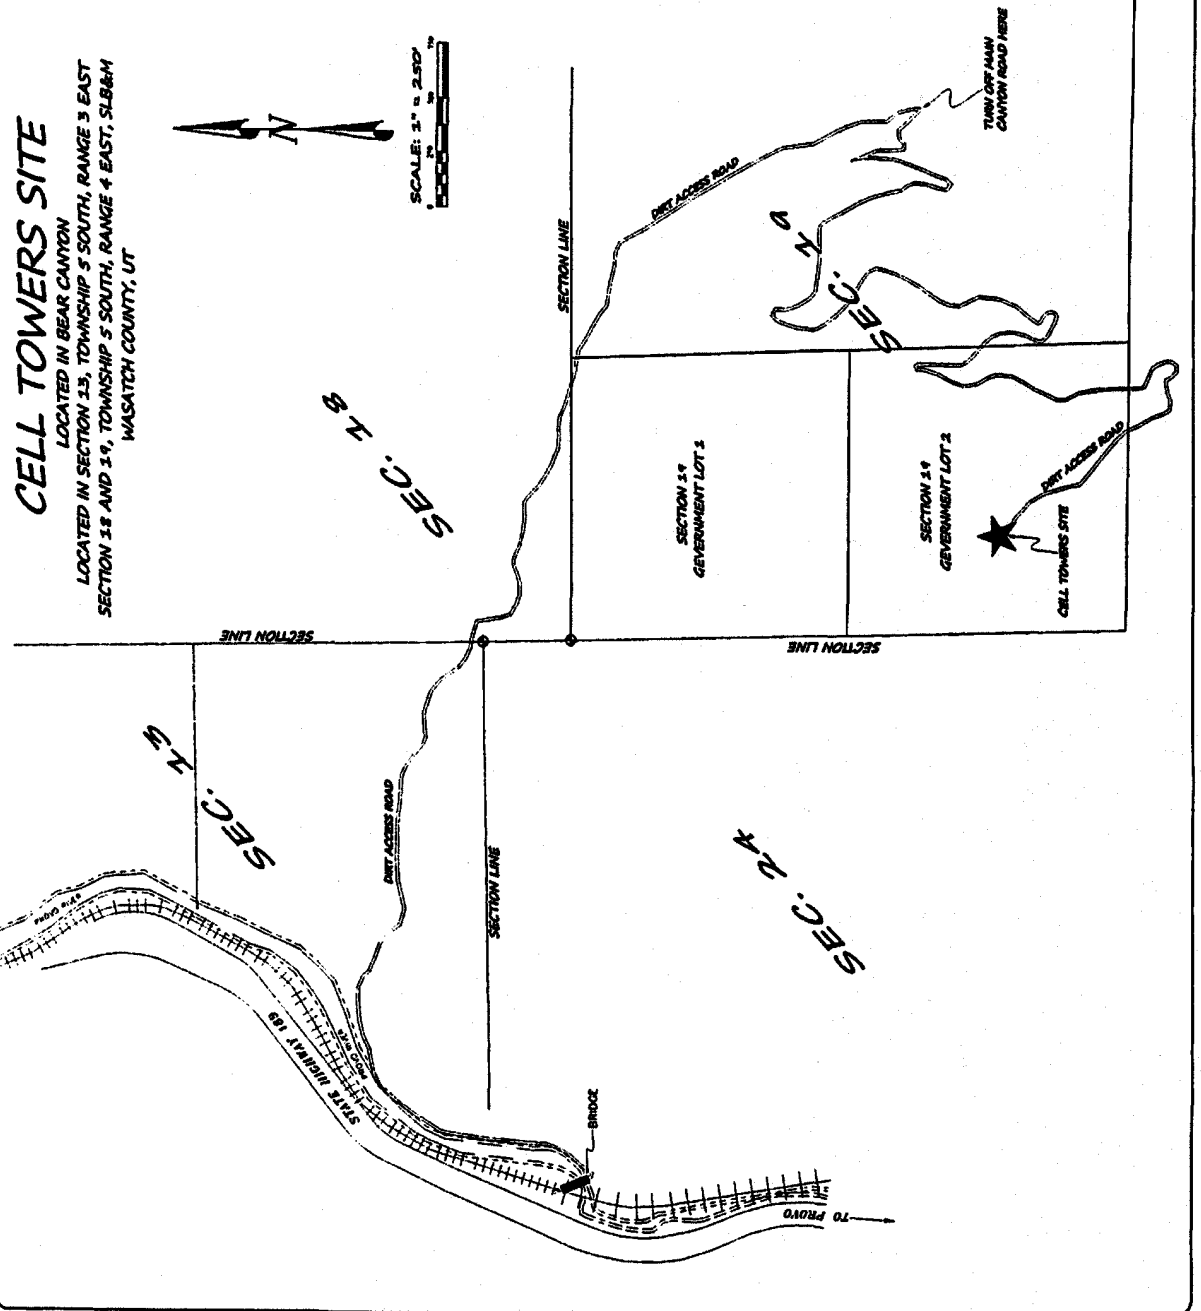 CELL TOWERS SITE
LOCATED IN BEAR CANYON
LOCATED IN SECTION 13, TOWNSHIP 5 SOUTH, RANGE 3 EAST
SECTION 18 AND 19, TOWNSHIP 5 SOUTH, RANGE 4 EAST, SLB&M
WASATCH COUNTY, UT
N
SCALE: 1" = 250'
SEC. 13
SEC. 18
SECTION LINE
STATE HIGHWAY 189
PROVO RIVER
DIRT ACCESS ROAD
SECTION LINE
SECTION LINE
DIRT ACCESS ROAD
BRIDGE
SEC. 24
SECTION LINE
SECTION 19
GEVERNMENT LOT 1
SEC. 19
TO PROVO
SECTION 19
GEVERNMENT LOT 2
CELL TOWERS SITE
DIRT ACCESS ROAD
TURN OFF MAIN
CANYON ROAD HERE